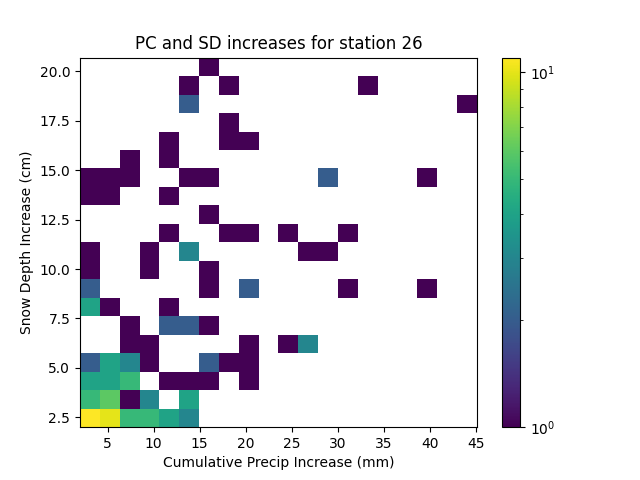 PC and SD increases for station 26
20.0
17.5
15.0
12.5
10.0
7.5
5.0
2.5
Snow Depth Increase (cm)
5 10 15 20 25 30 35 40 45
Cumulative Precip Increase (mm)
10¹
10⁰